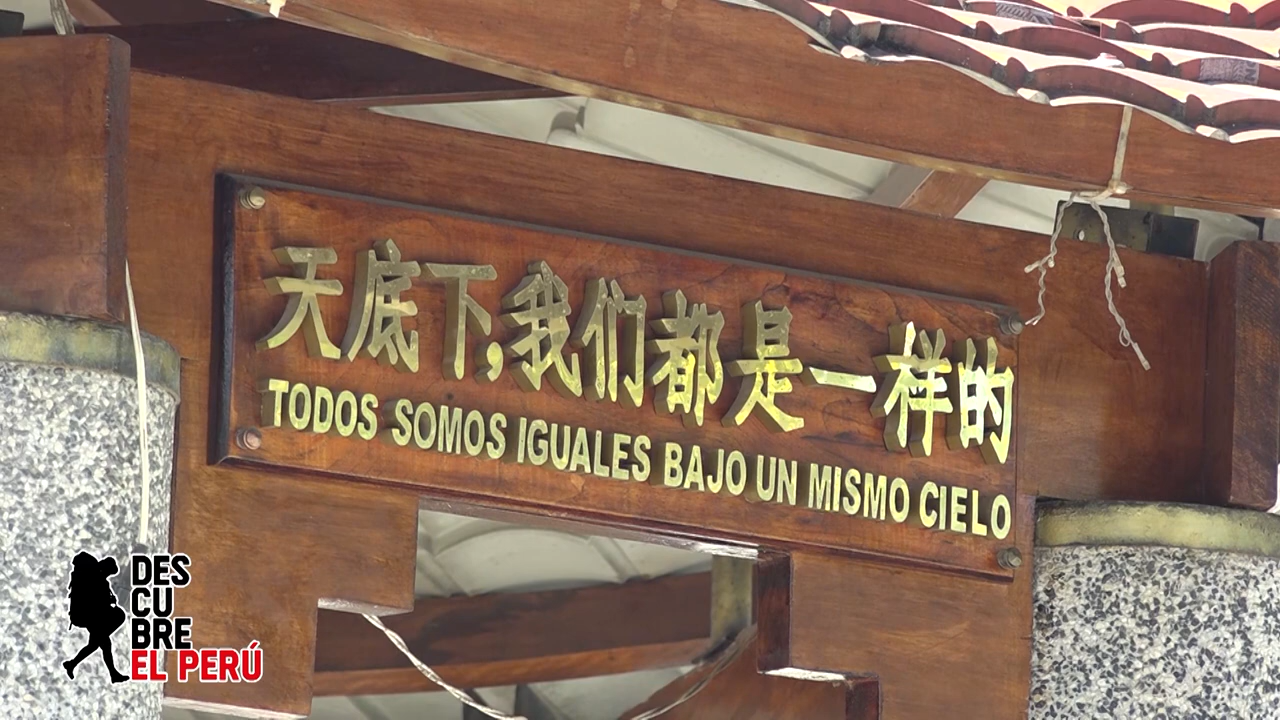 天底下,我们都是一样的
TODOS SOMOS IGUALES BAJO UN MISMO CIELO
DES
CU
BRE
EL PERÚ